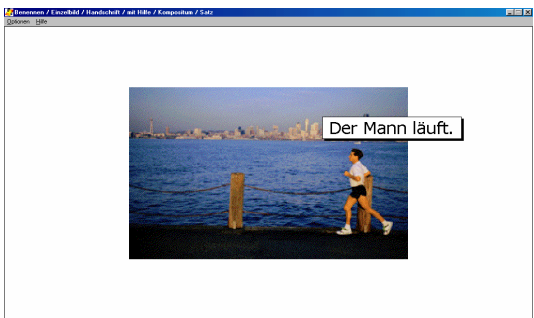 Benennen / Einzelbild / Handschrift / mit Hilfe / Kompositum / Satz
Optionen Hilfe
Der Mann läuft.